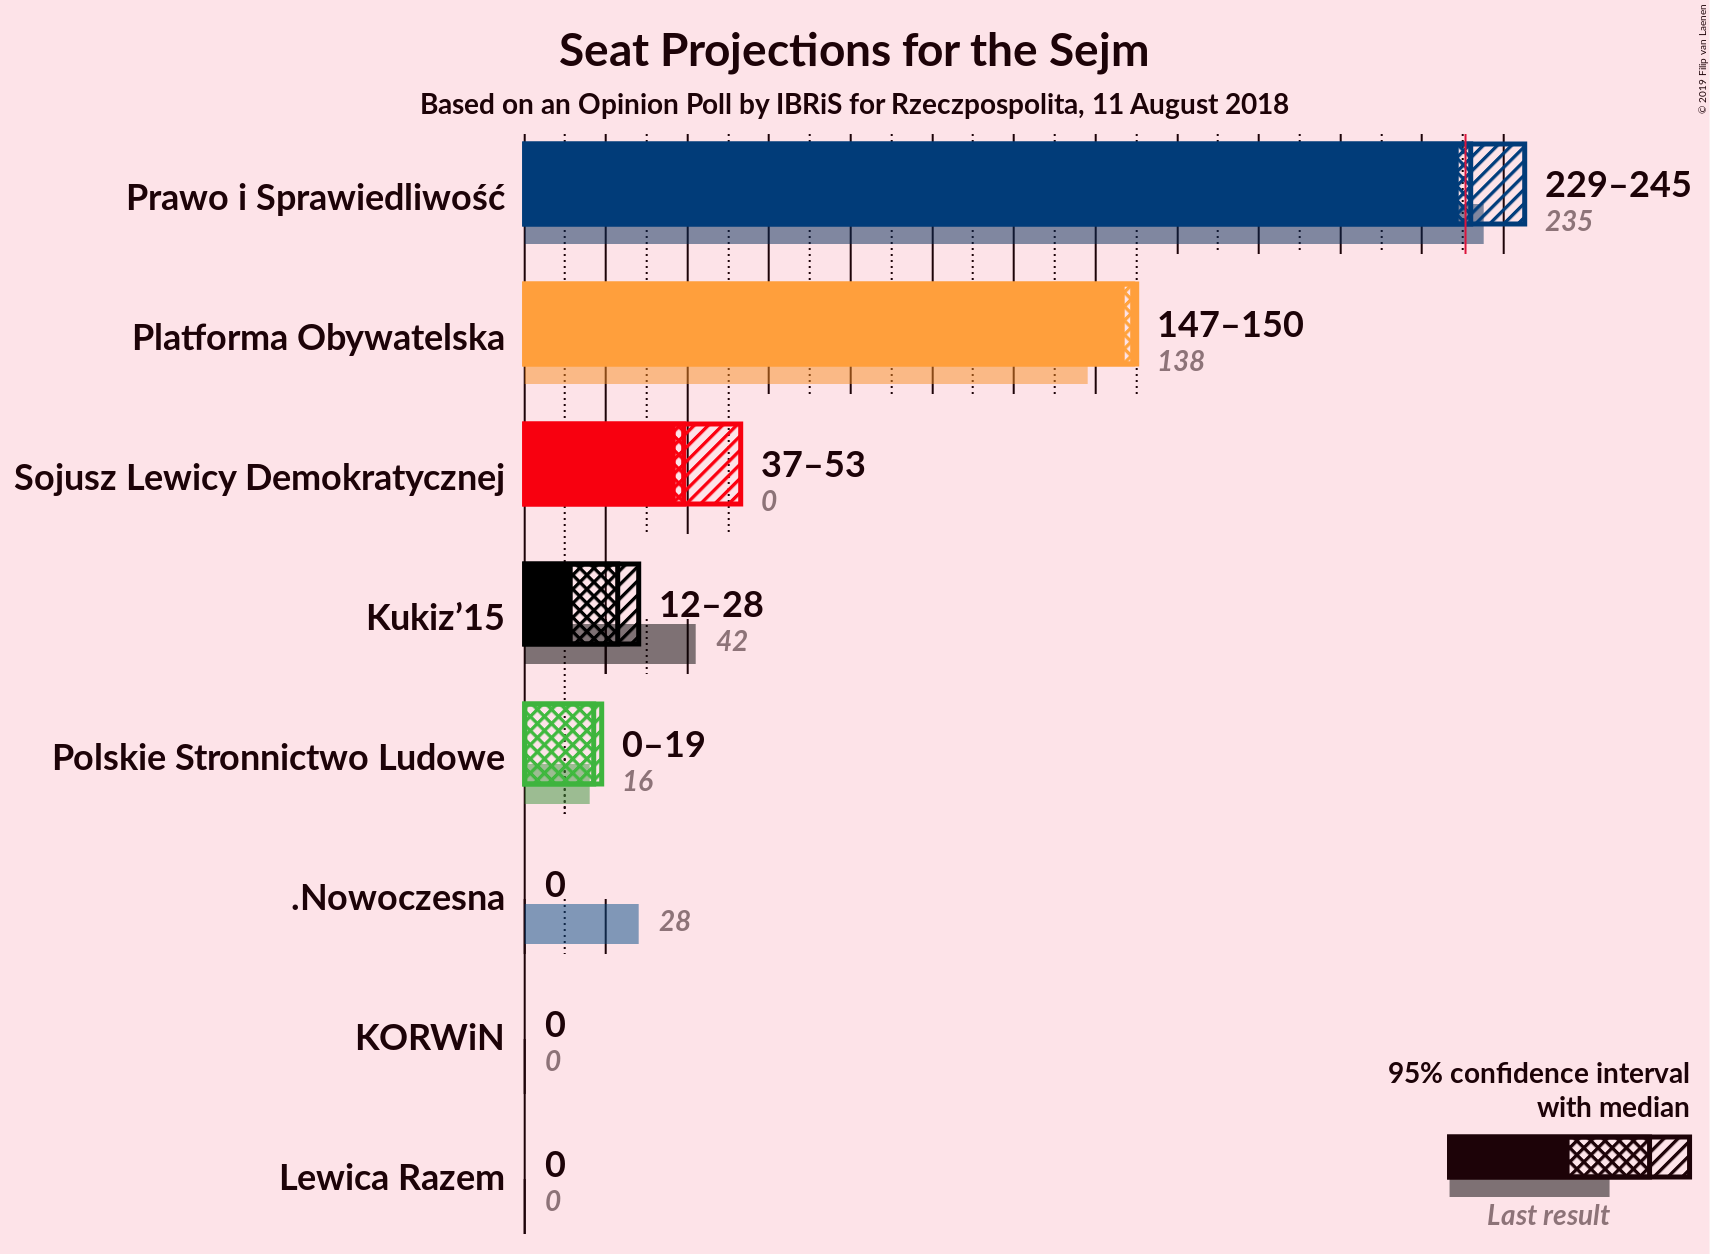 Seat Projections for the Sejm
Based on an Opinion Poll by IBRiS for Rzeczpospolita, 11 August 2018
© 2019 Filip van Laenen
Prawo i Sprawiedliwość
229–245
235
Platforma Obywatelska
147–150
138
Sojusz Lewicy Demokratycznej
37–53
0
Kukiz’15
12–28
42
Polskie Stronnictwo Ludowe
0–19
16
.Nowoczesna
0
28
KORWiN
0
0
Lewica Razem
0
0
95% confidence interval
with median
Last result